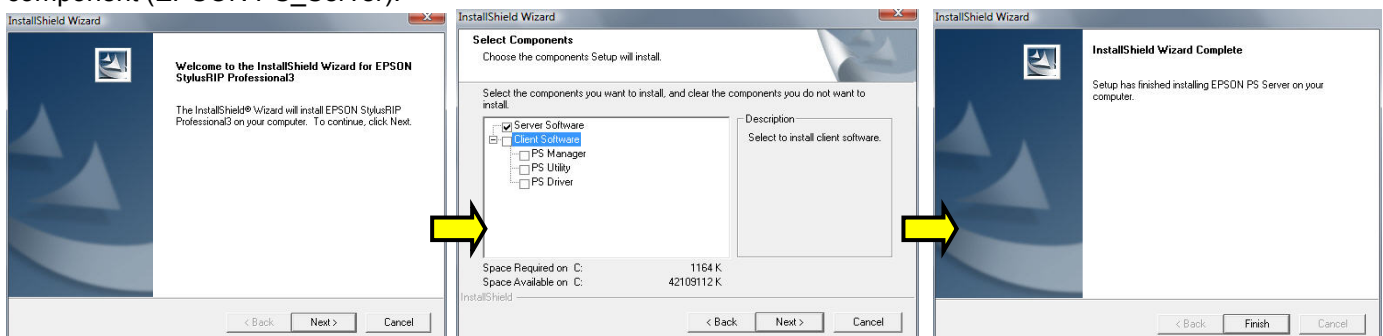 component (EPSON PS_Server).
InstallShield Wizard
Welcome to the InstallShield Wizard for EPSON
StylusRIP Professional3
The InstallShield® Wizard will install EPSON StylusRIP
Professional3 on your computer. To continue, click Next.
< Back
Next >
Cancel
InstallShield Wizard
Select Components
Choose the components Setup will install.
Select the components you want to install, and clear the components you do not want to
install.
Server Software
Client Software
PS Manager
PS Utility
PS Driver
Description
Select to install client software.
Space Required on C: 1164 K
Space Available on C: 42109112 K
InstallShield
< Back
Next >
Cancel
InstallShield Wizard
InstallShield Wizard Complete
Setup has finished installing EPSON PS Server on your
computer.
< Back
Finish
Cancel